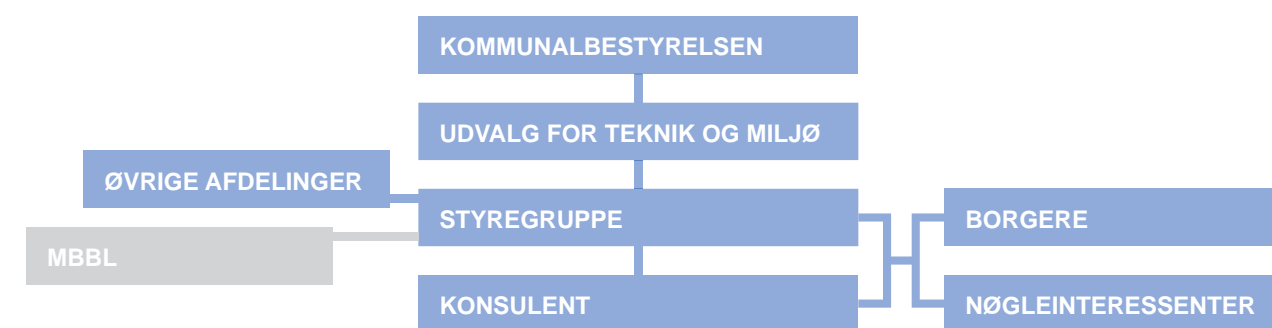 KOMMUNALBESTYRELSEN
UDVALG FOR TEKNIK OG MILJØ
ØVRIGE AFDELINGER
STYREGRUPPE
BORGERE
MBBL
KONSULENT
NØGLEINTERESSENTER